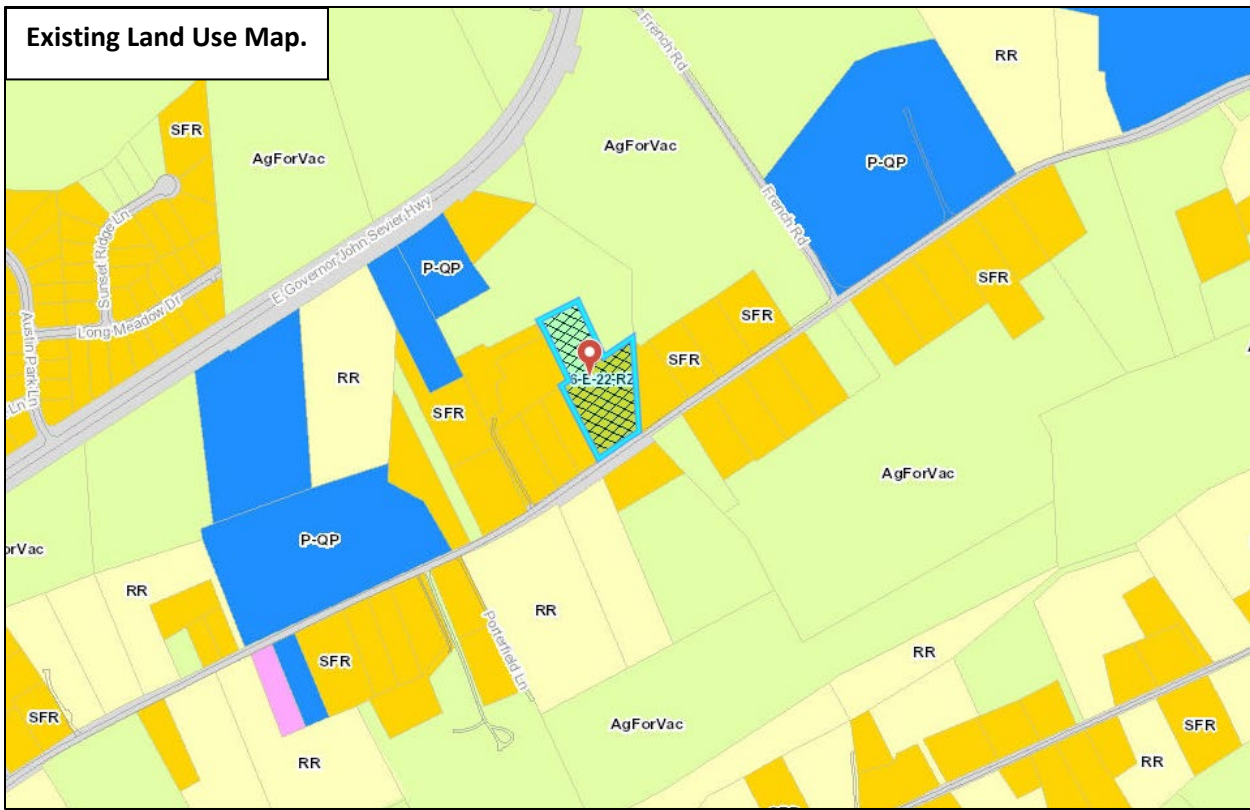 Existing Land Use Map.
French Rd
RR
SFR
AgForVac
AgForVac
P-QP
French Rd
Sunset Ridge Ln
E Governor John Sevier Hwy
P-QP
SFR
Long Meadow Dr
Austin Park Ln
SFR
SFR
6-E-22-RZ
RR
Ln
SFR
AgForVac
P-QP
orVac
RR
RR
Porterfield Ln
SFR
RR
AgForVac
SFR
SFR
RR
RR